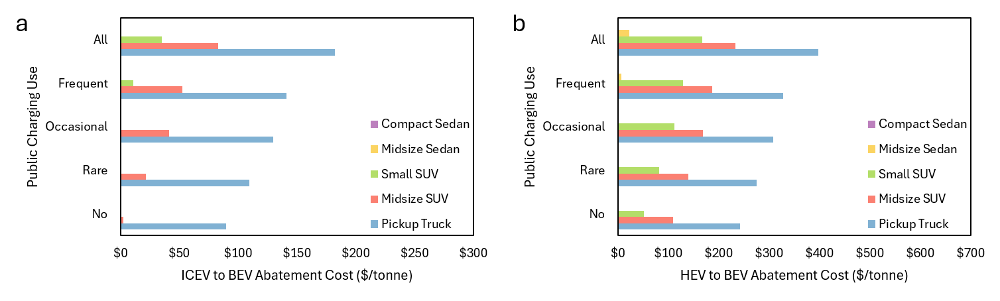 a
Public Charging Use
All
Frequent
Occasional
Rare
No
Compact Sedan
Midsize Sedan
Small SUV
Midsize SUV
Pickup Truck
$0 $50 $100 $150 $200 $250 $300
ICEV to BEV Abatement Cost ($/tonne)
b
Public Charging Use
All
Frequent
Occasional
Rare
No
Compact Sedan
Midsize Sedan
Small SUV
Midsize SUV
Pickup Truck
$0 $100 $200 $300 $400 $500 $600 $700
HEV to BEV Abatement Cost ($/tonne)